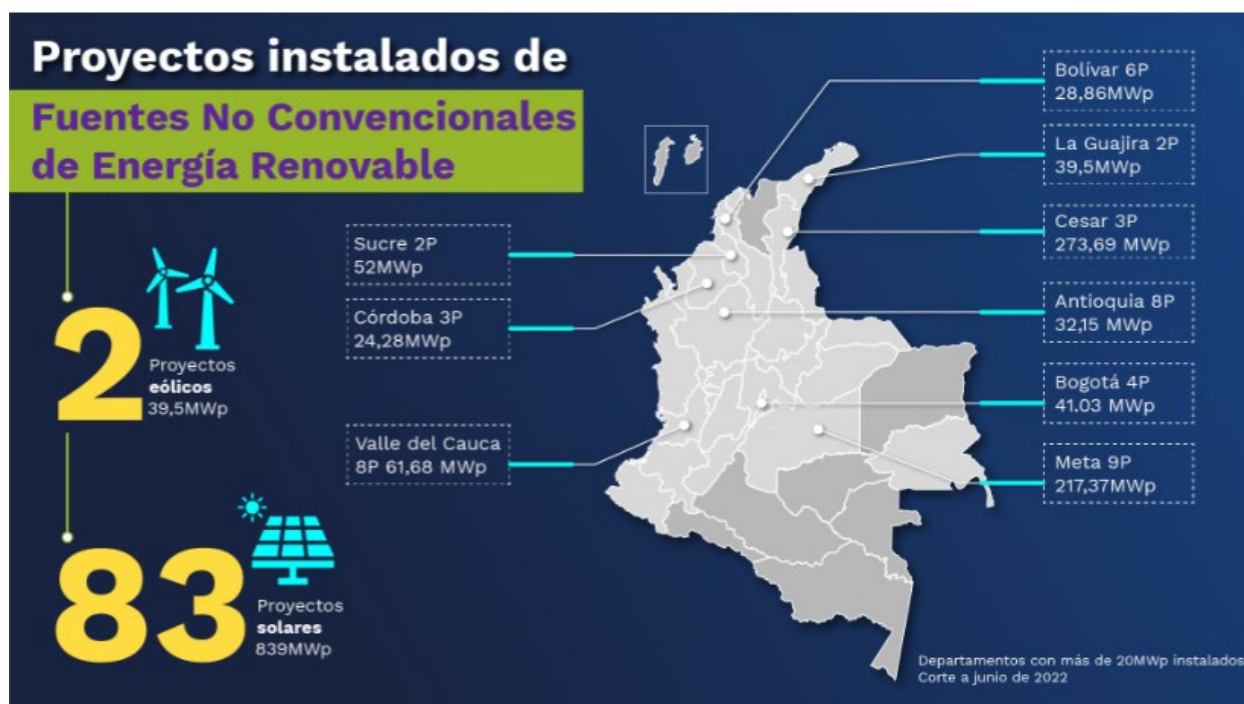 Proyectos instalados de
Fuentes No Convencionales
de Energía Renovable
2
Proyectos
eólicos
39,5MWp
83
Proyectos
solares
839MWp
Sucre 2P
52MWp
Córdoba 3P
24,28MWp
Valle del Cauca
8P 61,68 MWp
Bolívar 6P
28,86MWp
La Guajira 2P
39,5MWp
Cesar 3P
273,69 MWp
Antioquia 8P
32,15 MWp
Bogotá 4P
41.03 MWp
Meta 9P
217,37MWp
Departamentos con más de 20MWp instalados
Corte a junio de 2022